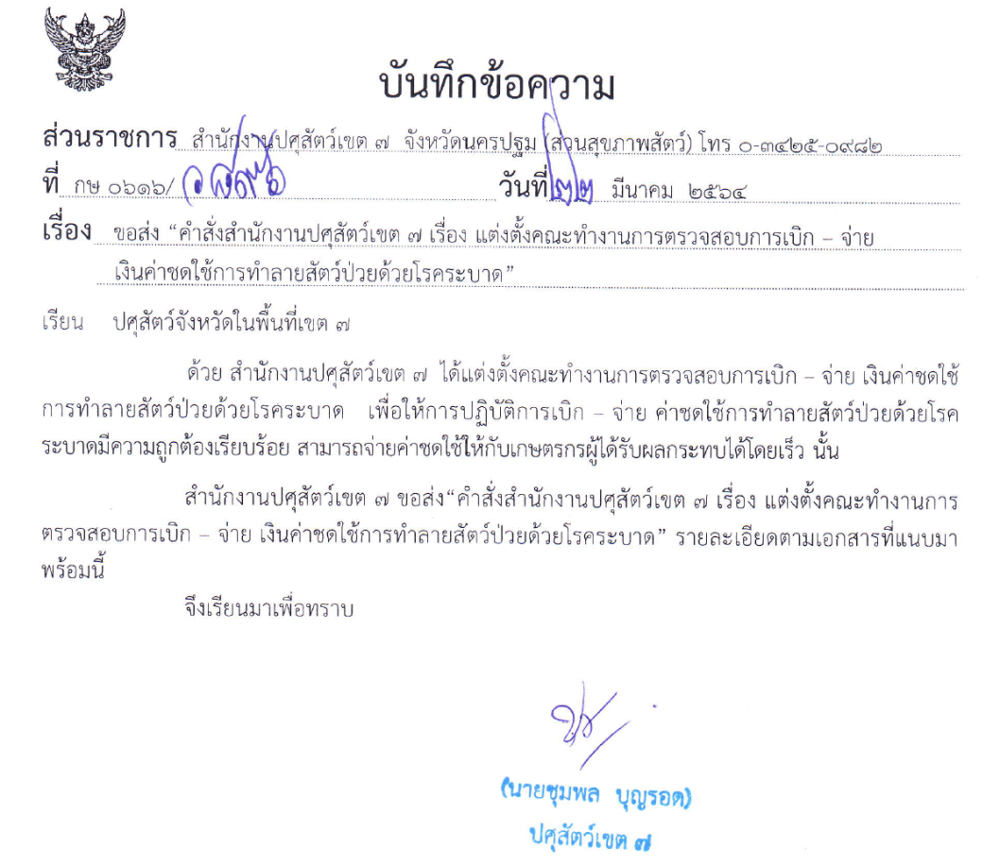 บันทึกข้อความ
ส่วนราชการ สำนักงานปศุสัตว์เขต ๗ จังหวัดนครปฐม (ส่วนสุขภาพสัตว์) โทร ๐-๓๔๒๕-๐๙๘๒
ที่ กษ ๐๖๑๖/ วันที่ ๒๒ มีนาคม ๒๕๖๔
เรื่อง ขอส่ง “คำสั่งสำนักงานปศุสัตว์เขต ๗ เรื่อง แต่งตั้งคณะทำงานการตรวจสอบการเบิก – จ่าย
เงินค่าชดใช้การทำลายสัตว์ป่วยด้วยโรคระบาด”
เรียน ปศุสัตว์จังหวัดในพื้นที่เขต ๗
ด้วย สำนักงานปศุสัตว์เขต ๗ ได้แต่งตั้งคณะทำงานการตรวจสอบการเบิก – จ่าย เงินค่าชดใช้
การทำลายสัตว์ป่วยด้วยโรคระบาด เพื่อให้การปฏิบัติการเบิก – จ่าย ค่าชดใช้การทำลายสัตว์ป่วยด้วยโรค
ระบาดมีความถูกต้องเรียบร้อย สามารถจ่ายค่าชดใช้ให้กับเกษตรกรผู้ได้รับผลกระทบได้โดยเร็ว นั้น
สำนักงานปศุสัตว์เขต ๗ ขอส่ง“คำสั่งสำนักงานปศุสัตว์เขต ๗ เรื่อง แต่งตั้งคณะทำงานการ
ตรวจสอบการเบิก – จ่าย เงินค่าชดใช้การทำลายสัตว์ป่วยด้วยโรคระบาด” รายละเอียดตามเอกสารที่แนบมา
พร้อมนี้
จึงเรียนมาเพื่อทราบ
(นายชุมพล บุญรอด)
ปศุสัตว์เขต ๗